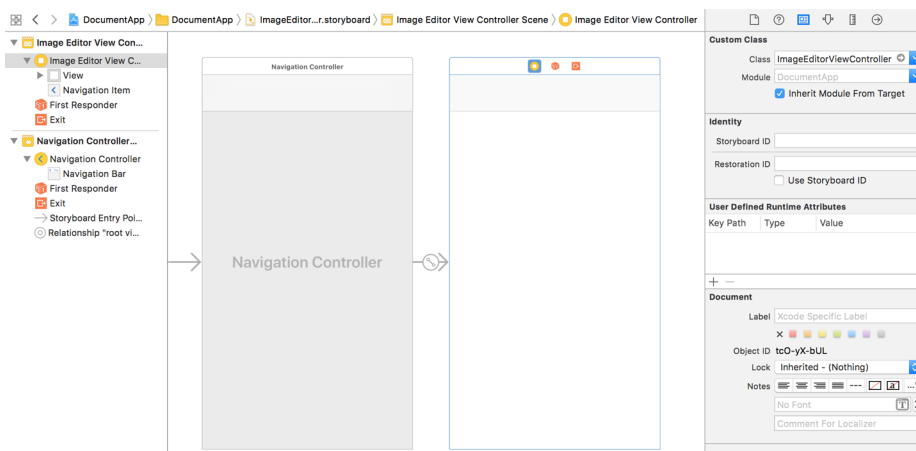 DocumentApp DocumentApp ImageEditor...r.storyboard Image Editor View Controller Scene Image Editor View Controller
Image Editor View Con...
Image Editor View C...
View
Navigation Item
First Responder
Exit
Navigation Controller...
Navigation Controller
Navigation Bar
First Responder
Exit
Storyboard Entry Poi...
Relationship "root vi...
Navigation Controller
Navigation Controller
Custom Class
Class ImageEditorViewController
Module DocumentApp
Inherit Module From Target
Identity
Storyboard ID
Restoration ID
Use Storyboard ID
User Defined Runtime Attributes
Key Path Type Value
Document
Label Xcode Specific Label
Object ID tcO-yX-bUL
Lock Inherited - (Nothing)
Notes
No Font
Comment For Localizer